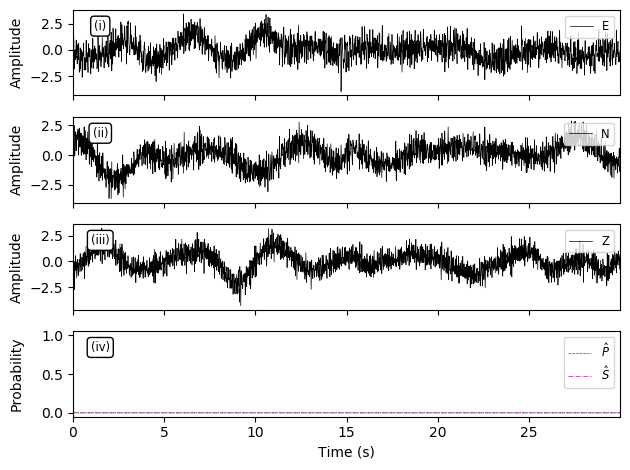 Amplitude
2.5
0.0
−2.5
(i)
E
Amplitude
2.5
0.0
−2.5
(ii)
N
Amplitude
2.5
0.0
−2.5
(iii)
Z
Probability
1.0
0.5
0.0
(iv)
P̂
Ŝ
0 5 10 15 20 25
Time (s)